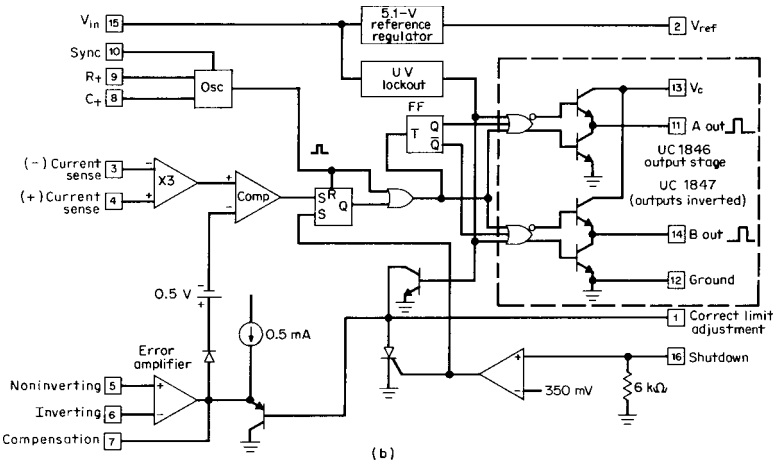 V_in 15
5.1-V
reference
regulator
2 V_ref
Sync 10
R+ 9
C+ 8
Osc
U V
lockout
FF
T Q
Q̅
13 V_c
11 A out
UC 1846
output stage
UC 1847
(outputs inverted)
14 B out
12 Ground
(-) Current
sense
3
(+) Current
sense
4
-
+
X3
+
-
Comp
S R
S Q
0.5 V
-
+
0.5 mA
1 Correct limit
adjustment
16 Shutdown
+
-
350 mV
6 kΩ
Error
amplifier
Noninverting 5
Inverting 6
Compensation 7
+
-
(b)